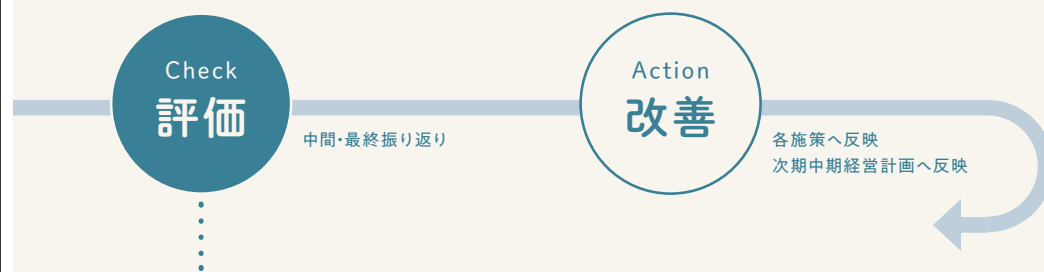 Check
評価
中間・最終振り返り
Action
改善
各施策へ反映
次期中期経営計画へ反映